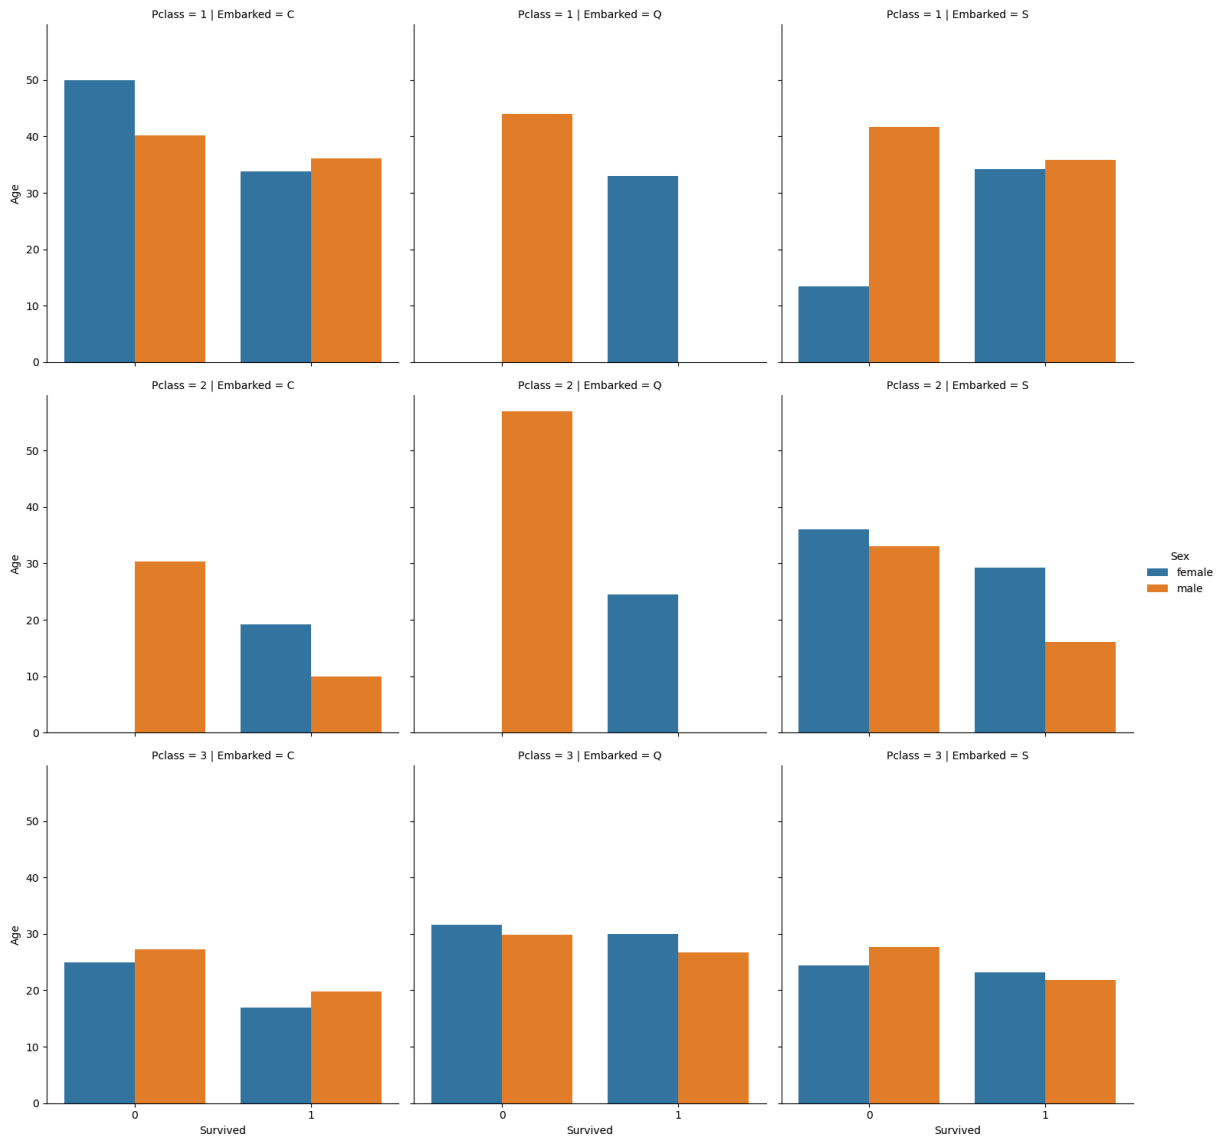 Pclass = 1 | Embarked = C
Pclass = 1 | Embarked = Q
Pclass = 1 | Embarked = S
50
40
30
20
10
0
Age
Pclass = 2 | Embarked = C
Pclass = 2 | Embarked = Q
Pclass = 2 | Embarked = S
50
40
30
20
10
0
Age
Sex
female
male
Pclass = 3 | Embarked = C
Pclass = 3 | Embarked = Q
Pclass = 3 | Embarked = S
50
40
30
20
10
0
Age
0 1
Survived
0 1
Survived
0 1
Survived